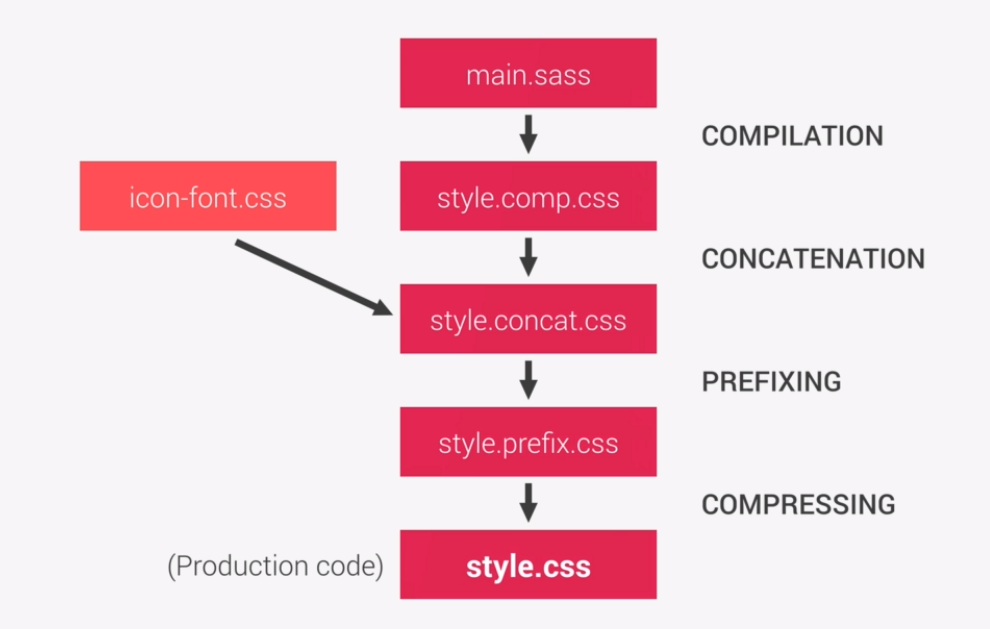 main.sass
COMPILATION
icon-font.css
style.comp.css
CONCATENATION
style.concat.css
PREFIXING
style.prefix.css
COMPRESSING
(Production code)
style.css